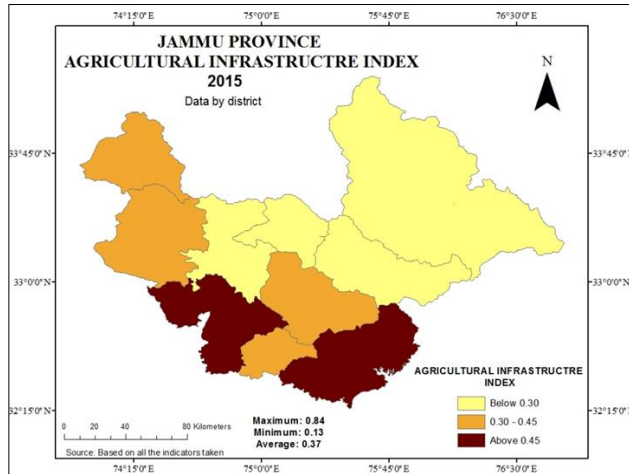 74°15'0"E 75°0'0"E 75°45'0"E 76°30'0"E
JAMMU PROVINCE
AGRICULTURAL INFRASTRUCTRE INDEX
2015
Data by district
N
33°45'0"N 33°45'0"N
33°0'0"N 33°0'0"N
32°15'0"N 32°15'0"N
AGRICULTURAL INFRASTRUCTRE
INDEX
Below 0.30
0.30 - 0.45
Above 0.45
Maximum: 0.84
Minimum: 0.13
Average: 0.37
0 20 40 80 Kilometers
Source: Based on all the indicators taken
74°15'0"E 75°0'0"E 75°45'0"E 76°30'0"E